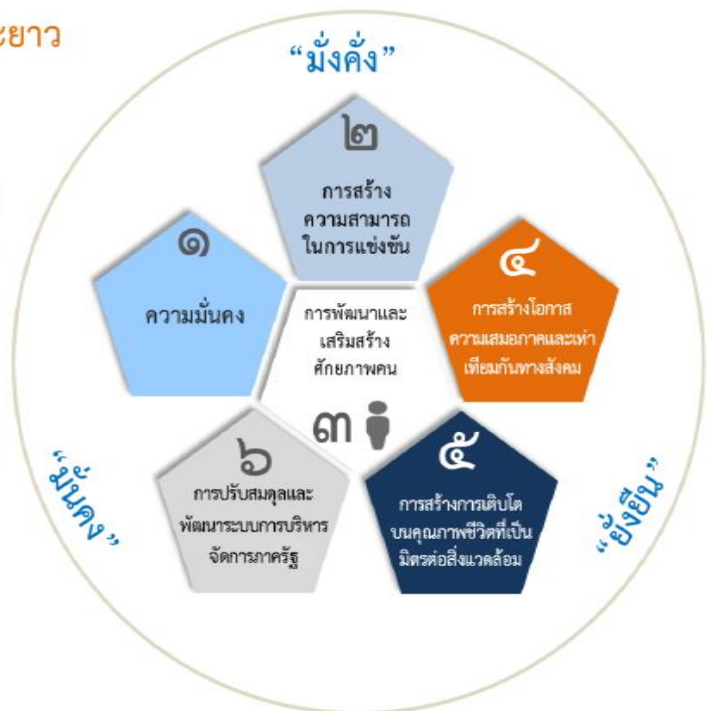 ะยาว
“มั่งคั่ง”
๒
การสร้าง
ความสามารถ
ในการแข่งขัน
๑
ความมั่นคง
๔
การสร้างโอกาส
ความเสมอภาคและเท่า
เทียมกันทางสังคม
การพัฒนาและ
เสริมสร้าง
ศักยภาพคน
๓
๖
การปรับสมดุลและ
พัฒนาระบบการบริหาร
จัดการภาครัฐ
๕
การสร้างการเติบโต
บนคุณภาพชีวิตที่เป็น
มิตรต่อสิ่งแวดล้อม
“มั่นคง”
“ยั่งยืน”